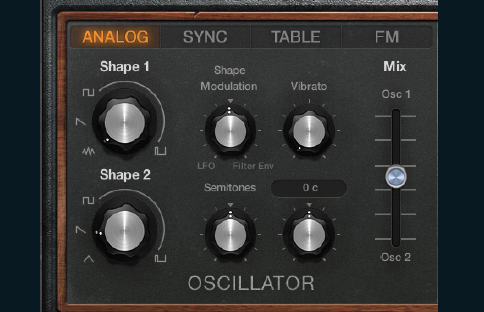 ANALOG SYNC TABLE FM
Shape 1
Shape
Modulation
Vibrato
Mix
Osc 1
LFO Filter Env
Shape 2
Semitones
0 c
Osc 2
OSCILLATOR